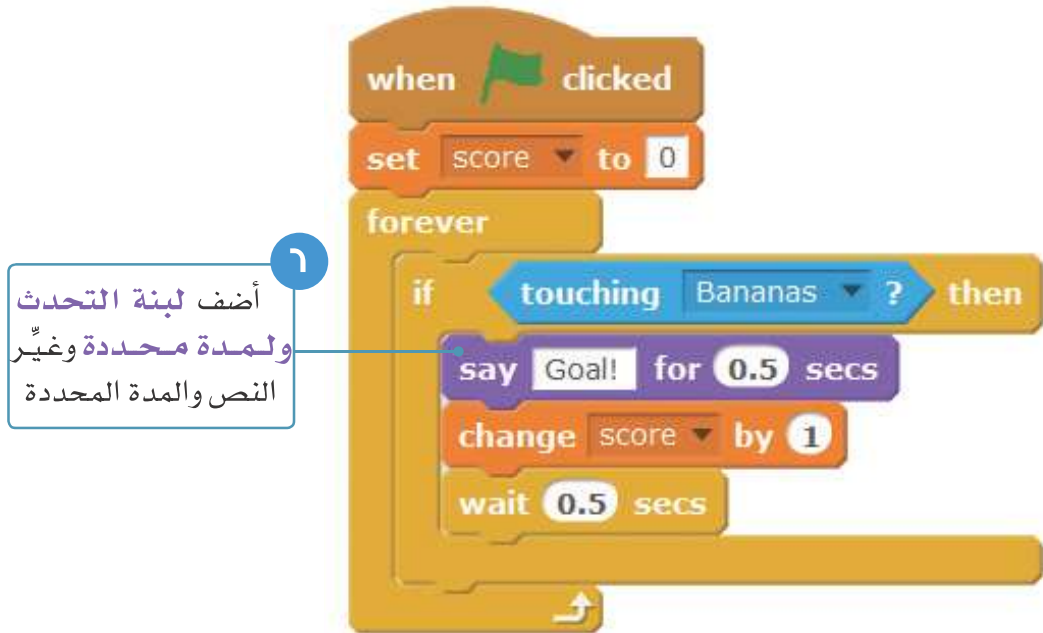 when clicked
set score to 0
forever
if touching Bananas ? then
say Goal! for 0.5 secs
change score by 1
wait 0.5 secs
٦
أضف لبنة التحدث
ولمدة محددة وغيِّر
النص والمدة المحددة